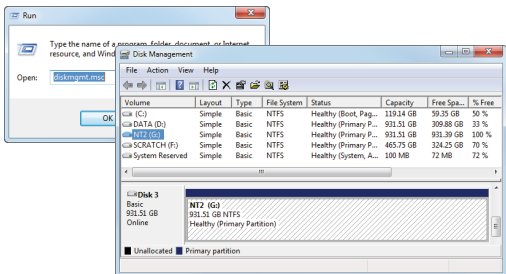 Run
Type the name of a program, folder, document, or Internet
resource, and Wind
Open: diskmgmt.msc
OK
Disk Management
File Action View Help
Volume Layout Type File System Status Capacity Free Spa... % Free
(C:) Simple Basic NTFS Healthy (Boot, Pag... 119.14 GB 59.35 GB 50 %
DATA (D:) Simple Basic NTFS Healthy (Primary P... 931.51 GB 309.88 GB 33 %
NT2 (G:) Simple Basic NTFS Healthy (Primary P... 931.51 GB 931.39 GB 100 %
SCRATCH (F:) Simple Basic NTFS Healthy (Primary P... 465.75 GB 324.25 GB 70 %
System Reserved Simple Basic NTFS Healthy (System, A... 100 MB 72 MB 72 %
Disk 3
Basic
931.51 GB
Online
NT2 (G:)
931.51 GB NTFS
Healthy (Primary Partition)
Unallocated Primary partition